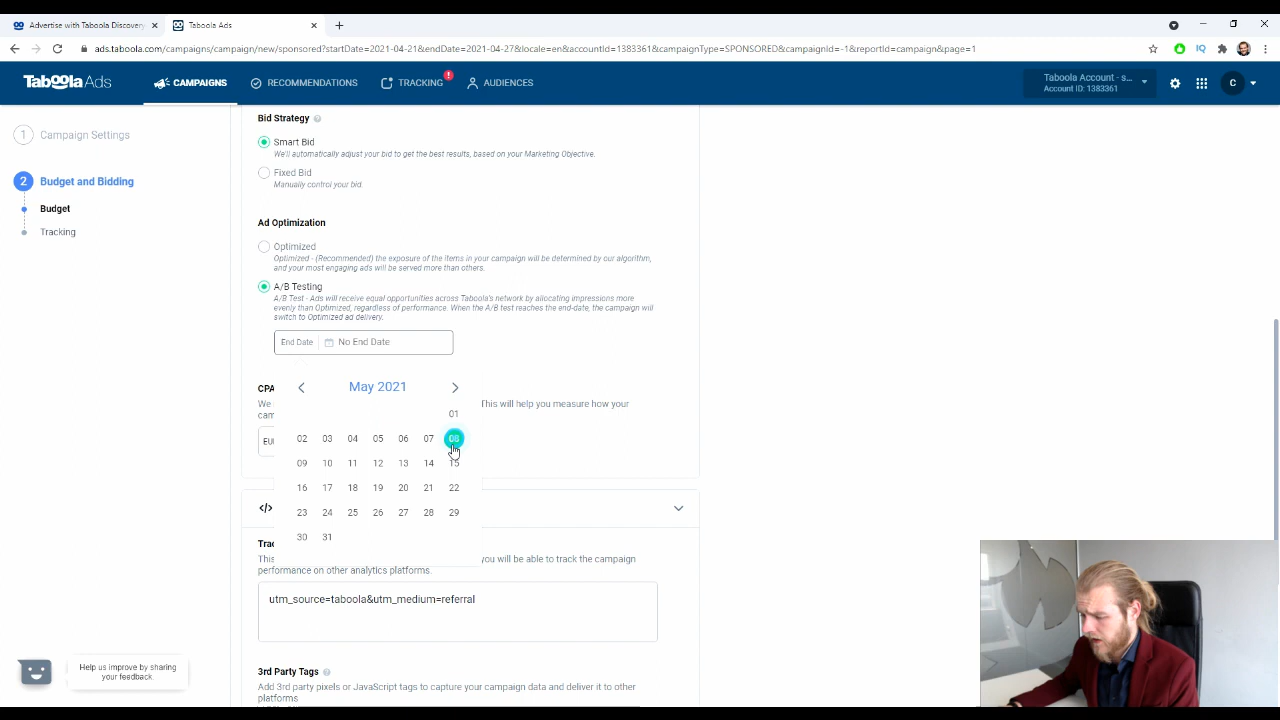 Advertise with Taboola Discovery
Taboola Ads
ads.taboola.com/campaigns/campaign/new/sponsored?startDate=2021-04-21&endDate=2021-04-27&locale=en&accountId=1383361&campaignType=SPONSORED&campaignId=-1&reportId=campaign&page=1
IQ
Taboola Ads
CAMPAIGNS
RECOMMENDATIONS
TRACKING
!
AUDIENCES
Taboola Account - s...
Account ID: 1383361
C
1 Campaign Settings
2 Budget and Bidding
Budget
Tracking
Bid Strategy ?
Smart Bid
We'll automatically adjust your bid to get the best results, based on your Marketing Objective.
Fixed Bid
Manually control your bid.
Ad Optimization
Optimized
Optimized - (Recommended) the exposure of the items in your campaign will be determined by our algorithm,
and your most engaging ads will be served more than others.
A/B Testing
A/B Test - Ads will receive equal opportunities across Taboola's network by allocating impressions more
evenly than Optimized, regardless of performance. When the A/B test reaches the end-date, the campaign will
switch to Optimized ad delivery.
End Date No End Date
CPA
We This will help you measure how your
cam
EU
May 2021
01
02 03 04 05 06 07 08
09 10 11 12 13 14 15
16 17 18 19 20 21 22
23 24 25 26 27 28 29
30 31
</>
Trac
This you will be able to track the campaign
performance on other analytics platforms.
utm_source=taboola&utm_medium=referral
3rd Party Tags ?
Add 3rd party pixels or JavaScript tags to capture your campaign data and deliver it to other
platforms.
Help us improve by sharing
your feedback.